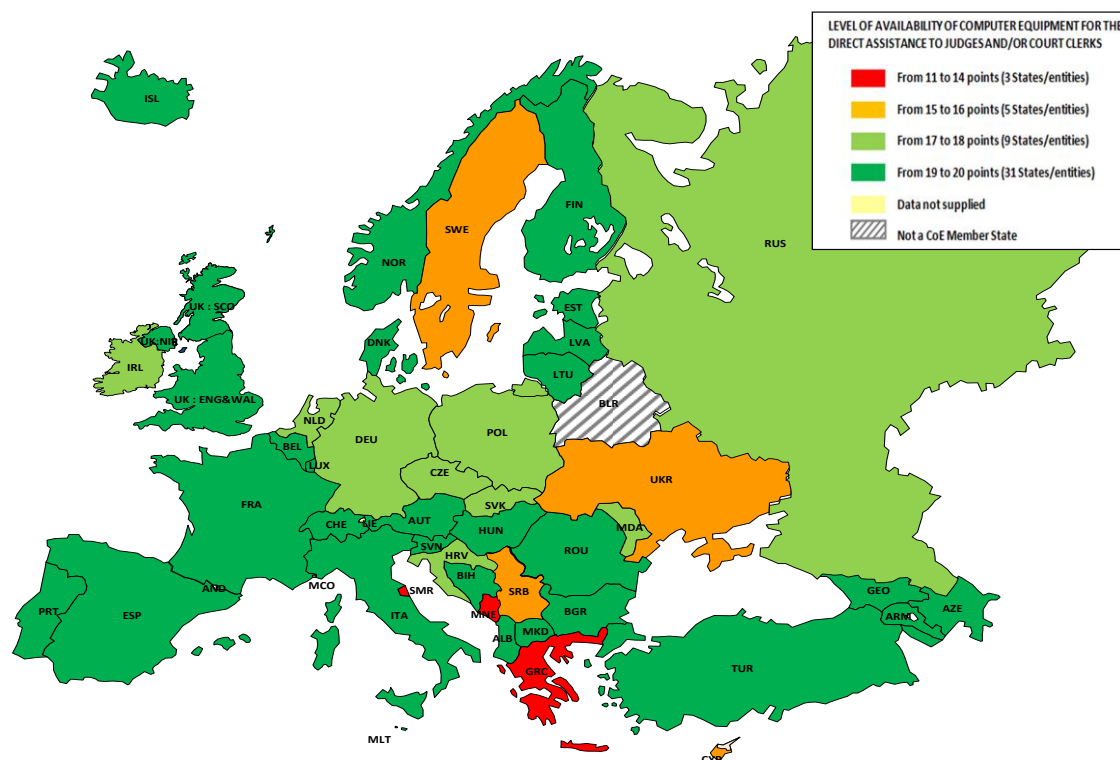 LEVEL OF AVAILABILITY OF COMPUTER EQUIPMENT FOR THE
DIRECT ASSISTANCE TO JUDGES AND/OR COURT CLERKS
From 11 to 14 points (3 States/entities)
From 15 to 16 points (5 States/entities)
From 17 to 18 points (9 States/entities)
From 19 to 20 points (31 States/entities)
Data not supplied
Not a CoE Member State
ISL
RUS
SWE
FIN
NOR
UK : SCO
EST
UK:NIR
DNK
LVA
IRL
LTU
UK : ENG&WAL
BLR
NLD
POL
DEU
BEL
LUX
CZE
UKR
FRA
SVK
CHE
LIE
AUT
MDA
HUN
SVN
ROU
HRV
BIH
MCO
AND
SMR
SRB
GEO
PRT
ESP
ITA
MNE
BGR
ARM
AZE
ALB
MKD
GRC
TUR
MLT
CYP